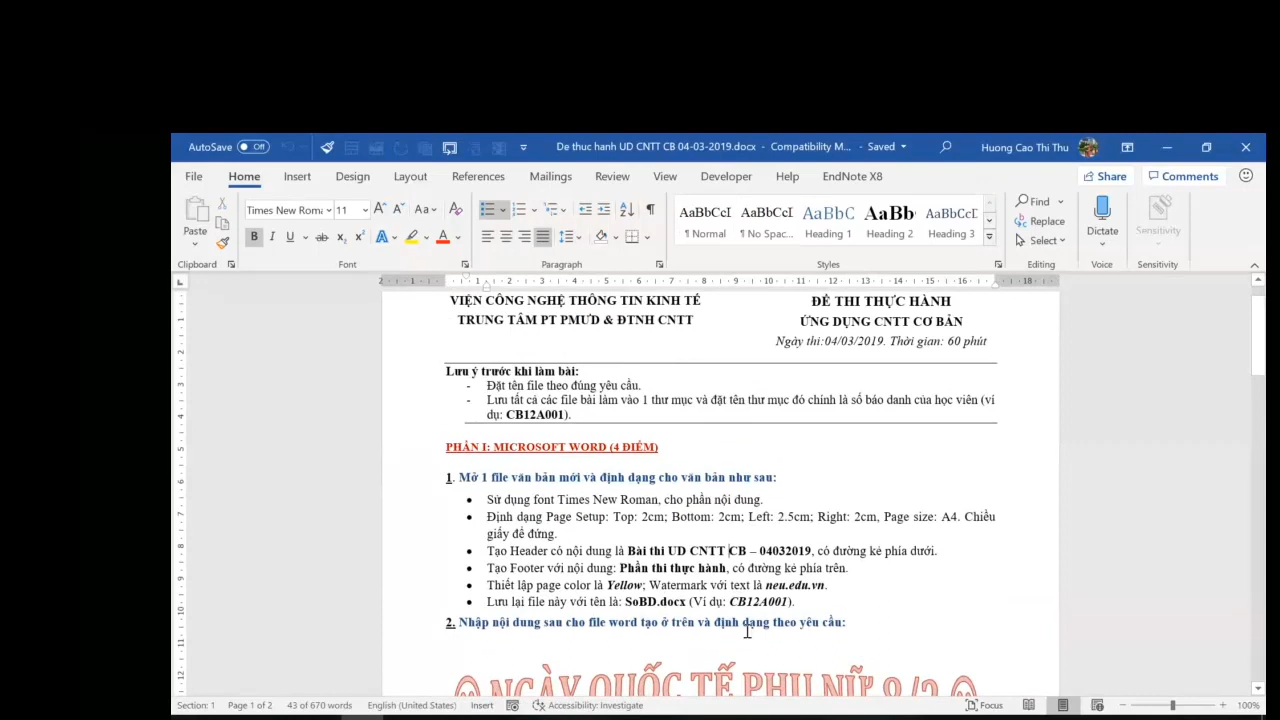 AutoSave Off De thuc hanh UD CNTT CB 04-03-2019.docx - Compatibility M... - Saved Huong Cao Thi Thu
File Home Insert Design Layout References Mailings Review View Developer Help EndNote X8 Share Comments
Paste Times New Roma 11 Aa AaBbCcI AaBbCcI AaBbC AaBb AaBbCcD Find Replace Select Dictate Sensitivity
¶ Normal ¶ No Spac... Heading 1 Heading 2 Heading 3
Clipboard Font Paragraph Styles Editing Voice Sensitivity
VIỆN CÔNG NGHỆ THÔNG TIN KINH TẾ ĐỀ THI THỰC HÀNH
TRUNG TÂM PT PMƯD & ĐTNH CNTT ỨNG DỤNG CNTT CƠ BẢN
Ngày thi:04/03/2019. Thời gian: 60 phút
Lưu ý trước khi làm bài:
- Đặt tên file theo đúng yêu cầu.
- Lưu tất cả các file bài làm vào 1 thư mục và đặt tên thư mục đó chính là số báo danh của học viên (ví
dụ: CB12A001).
PHẦN I: MICROSOFT WORD (4 ĐIỂM)
1. Mở 1 file văn bản mới và định dạng cho văn bản như sau:
• Sử dụng font Times New Roman, cho phần nội dung.
• Định dạng Page Setup: Top: 2cm; Bottom: 2cm; Left: 2.5cm; Right: 2cm, Page size: A4. Chiều
giấy để đứng.
• Tạo Header có nội dung là Bài thi UD CNTT CB – 04032019, có đường kẻ phía dưới.
• Tạo Footer với nội dung: Phần thi thực hành, có đường kẻ phía trên.
• Thiết lập page color là Yellow; Watermark với text là neu.edu.vn.
• Lưu lại file này với tên là: SoBD.docx (Ví dụ: CB12A001).
2. Nhập nội dung sau cho file word tạo ở trên và định dạng theo yêu cầu:
NGÀY QUỐC TẾ PHỤ NỮ 8/3
Section: 1 Page 1 of 2 43 of 670 words English (United States) Insert Accessibility: Investigate Focus 100%